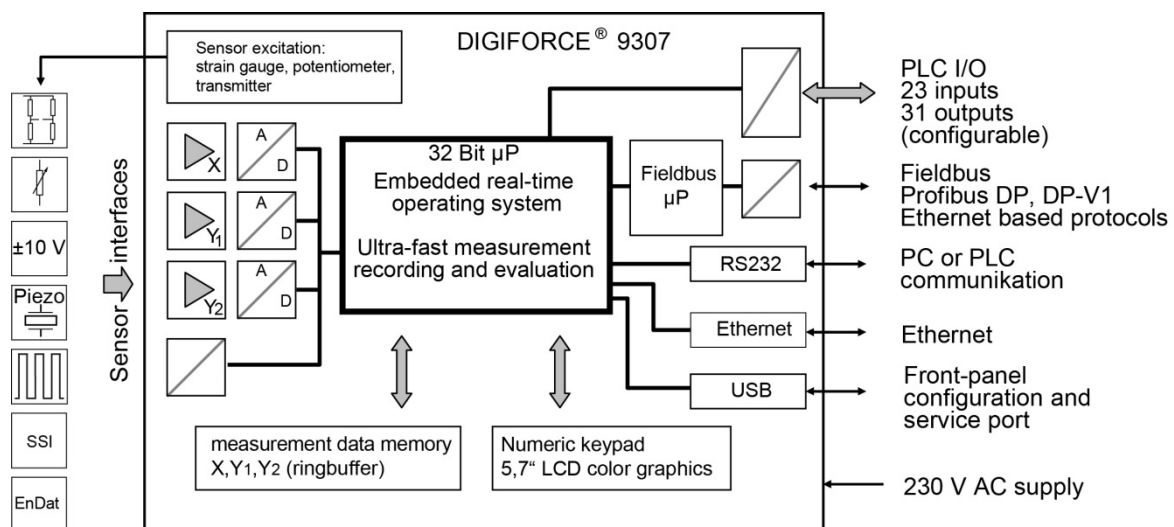 DIGIFORCE® 9307
Sensor excitation:
strain gauge, potentiometer,
transmitter
±10 V
Piezo
SSI
EnDat
Sensor interfaces
X
A
D
Y1
A
D
Y2
A
D
32 Bit µP
Embedded real-time
operating system
Ultra-fast measurement
recording and evaluation
measurement data memory
X,Y1,Y2 (ringbuffer)
Numeric keypad
5,7“ LCD color graphics
Fieldbus
µP
RS232
Ethernet
USB
PLC I/O
23 inputs
31 outputs
(configurable)
Fieldbus
Profibus DP, DP-V1
Ethernet based protocols
PC or PLC
communikation
Ethernet
Front-panel
configuration and
service port
230 V AC supply